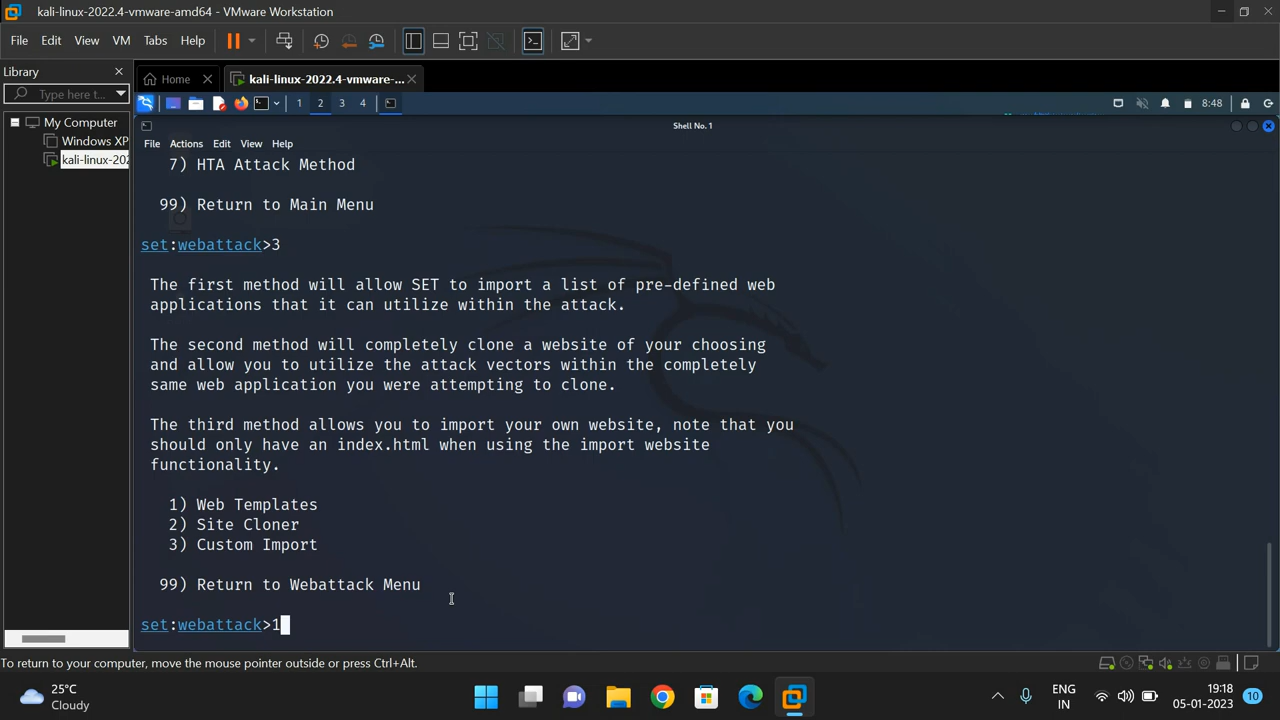 kali-linux-2022.4-vmware-amd64 - VMware Workstation
File Edit View VM Tabs Help
Library
Home
kali-linux-2022.4-vmware-...
Type here t...
1 2 3 4
8:48
My Computer
Windows XP
kali-linux-202
Shell No. 1
File Actions Edit View Help
7) HTA Attack Method
99) Return to Main Menu
set:webattack>3
The first method will allow SET to import a list of pre-defined web
applications that it can utilize within the attack.
The second method will completely clone a website of your choosing
and allow you to utilize the attack vectors within the completely
same web application you were attempting to clone.
The third method allows you to import your own website, note that you
should only have an index.html when using the import website
functionality.
1) Web Templates
2) Site Cloner
3) Custom Import
99) Return to Webattack Menu
set:webattack>1
To return to your computer, move the mouse pointer outside or press Ctrl+Alt.
25°C
Cloudy
ENG
IN
19:18
05-01-2023
10